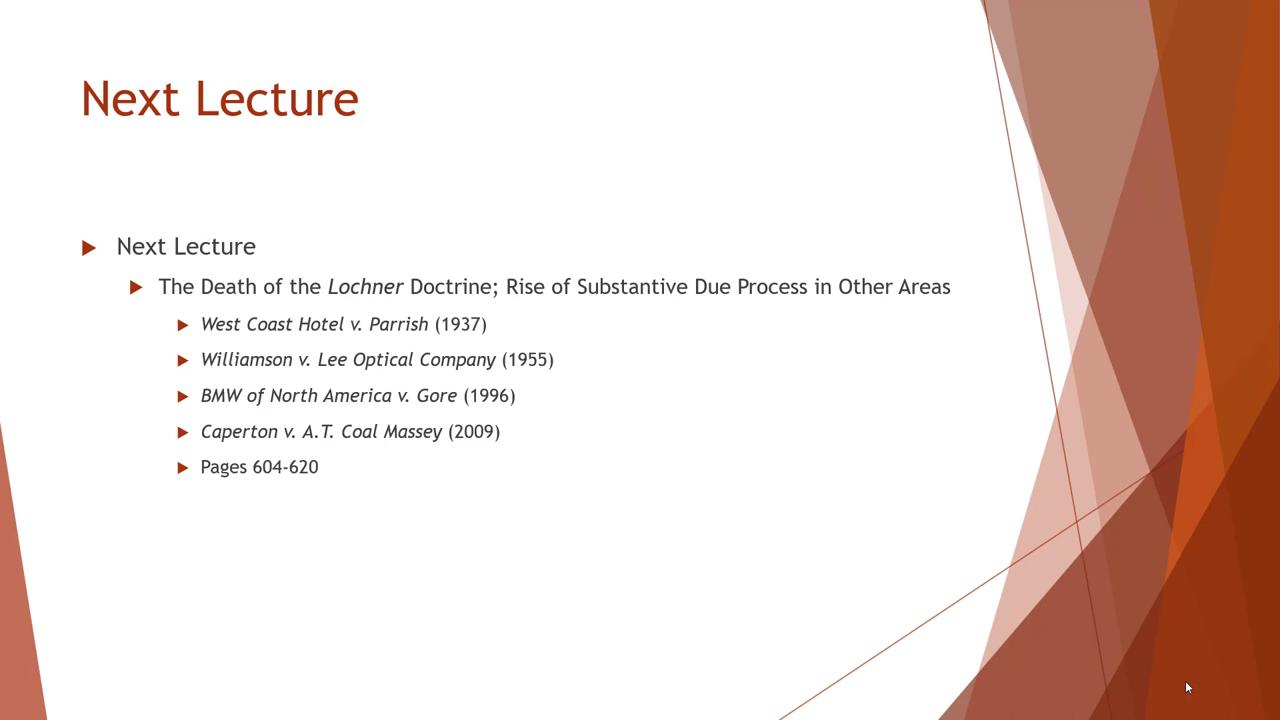 Next Lecture
Next Lecture
The Death of the Lochner Doctrine; Rise of Substantive Due Process in Other Areas
West Coast Hotel v. Parrish (1937)
Williamson v. Lee Optical Company (1955)
BMW of North America v. Gore (1996)
Caperton v. A.T. Coal Massey (2009)
Pages 604-620